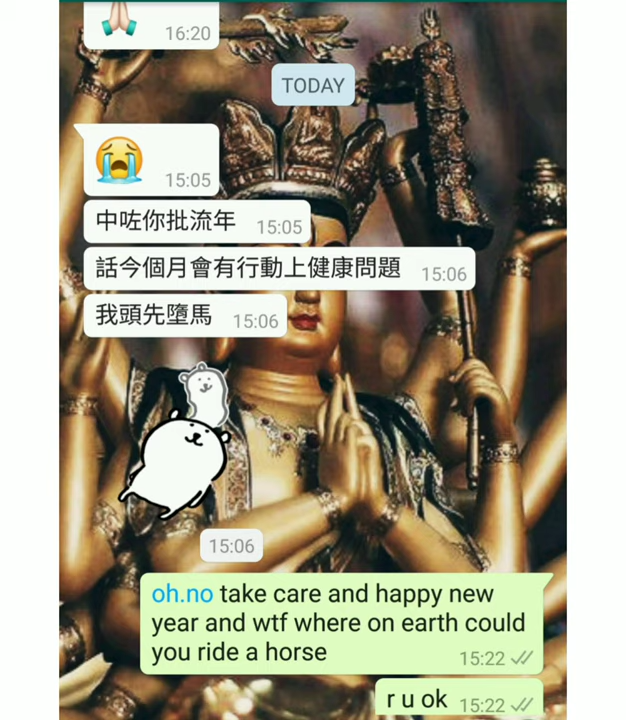 16:20
TODAY
15:05
中咗你批流年 15:05
話今個月會有行動上健康問題 15:06
我頭先墮馬 15:06
15:06
oh.no take care and happy new
year and wtf where on earth could
you ride a horse 15:22
r u ok 15:22